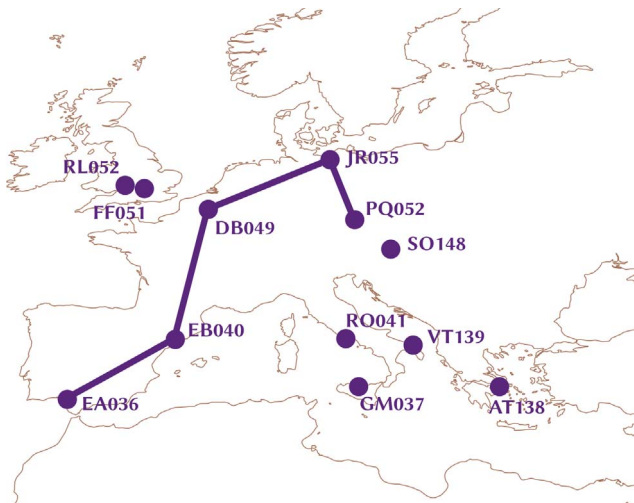 JR055
RL052
FF051
PQ052
DB049
SO148
EB040
RO041
VT139
EA036
GM037
AT138